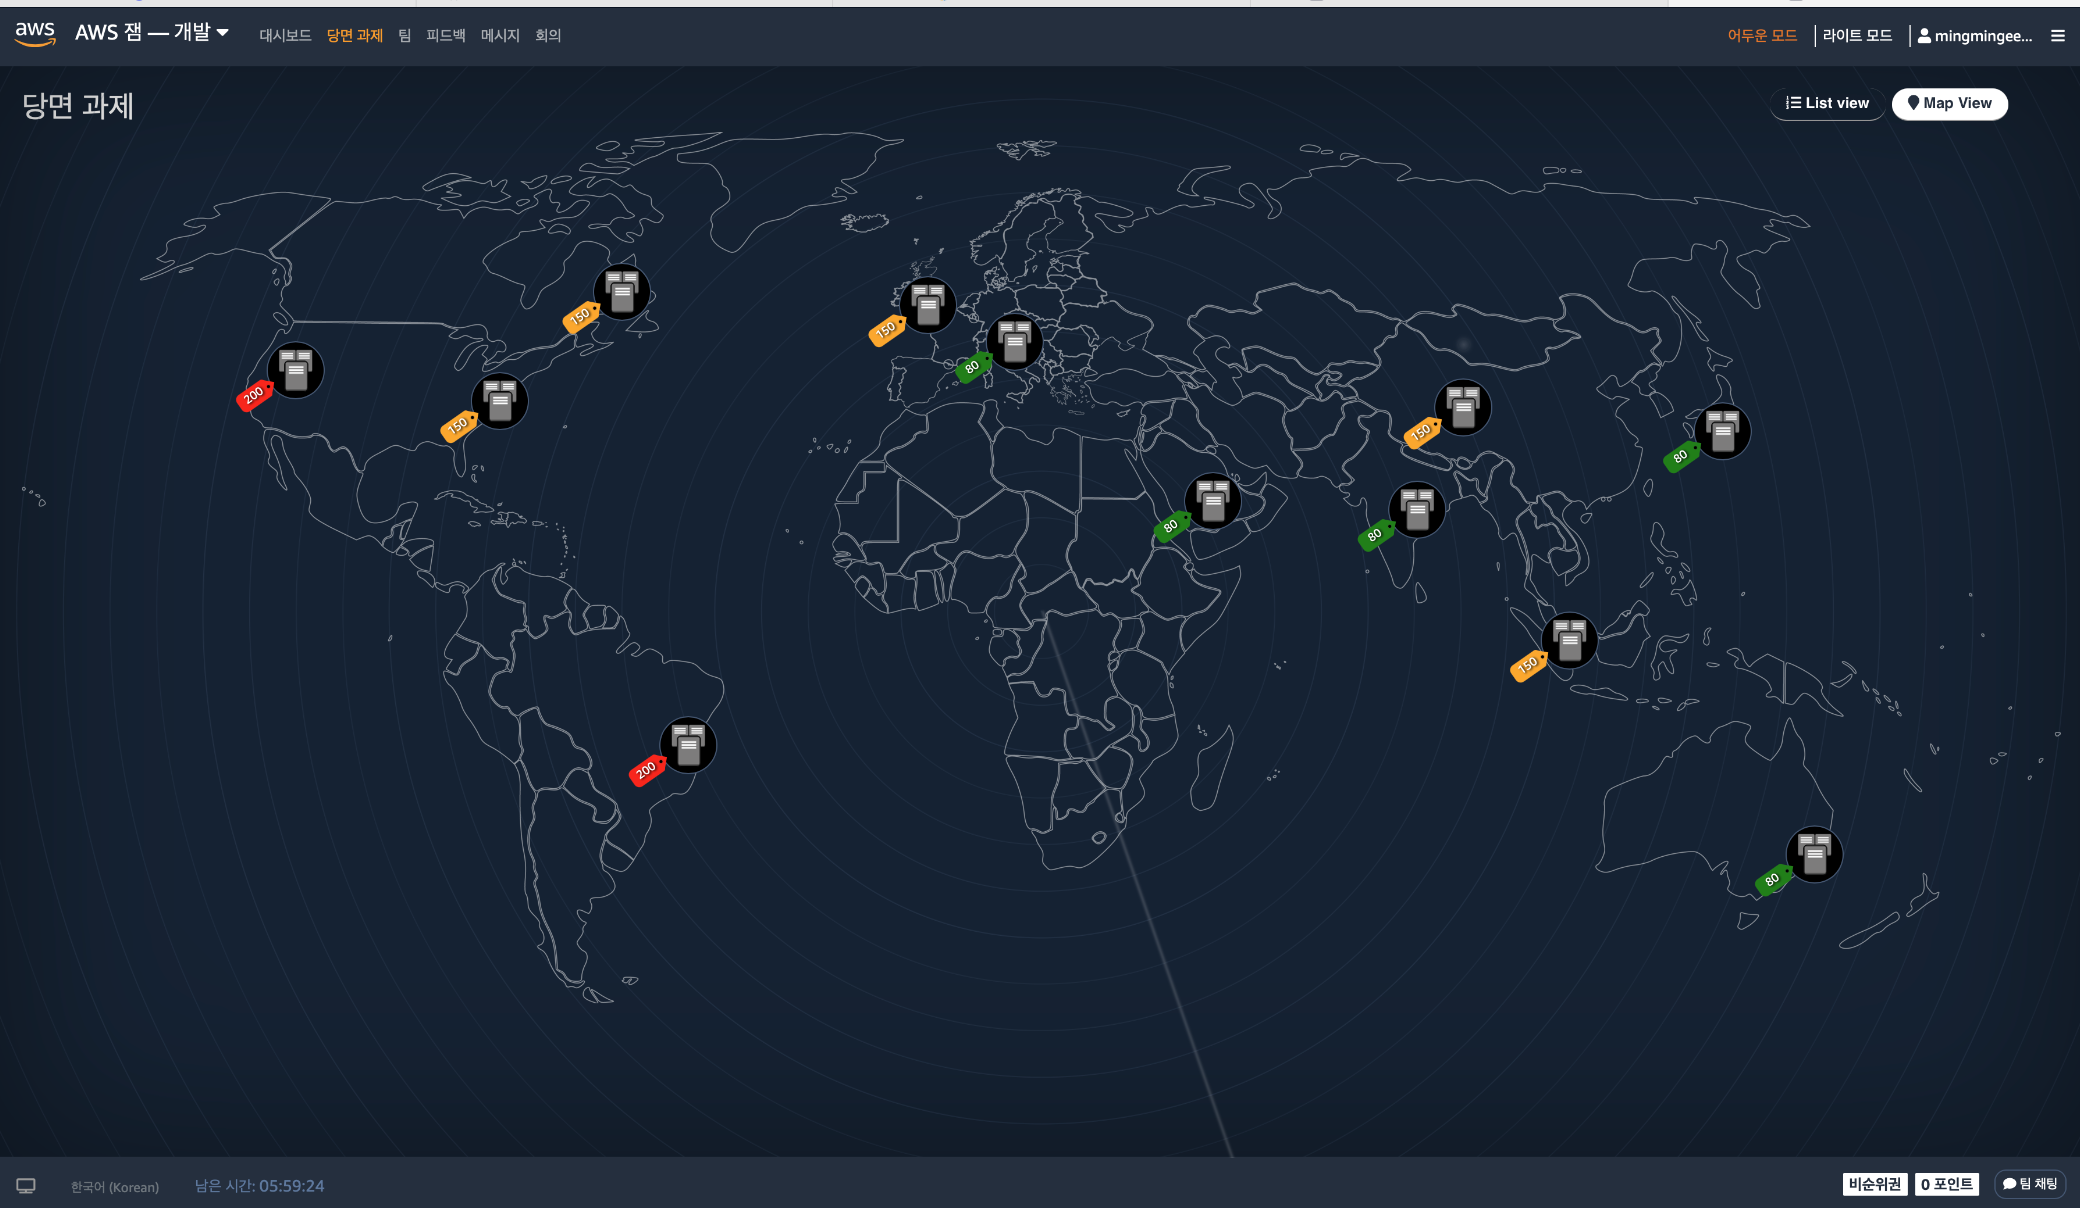 aws
AWS 잼 — 개발
대시보드 당면 과제 팀 피드백 메시지 회의
어두운 모드 라이트 모드 mingmingee...
당면 과제
List view Map View
150
150
80
200
150
150
80
80
80
150
200
80
한국어 (Korean)
남은 시간: 05:59:24
비순위권 0 포인트 팀 채팅